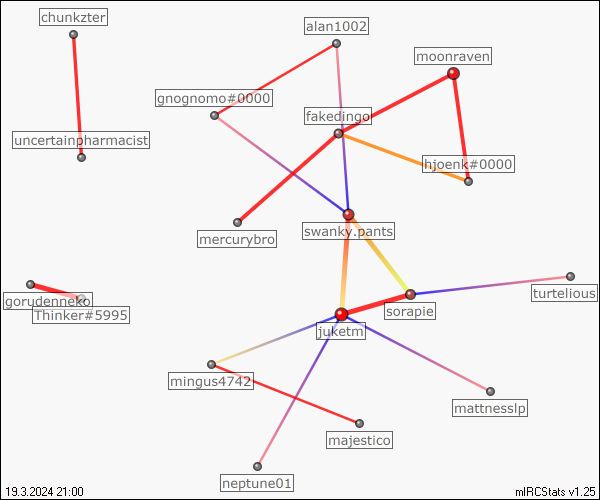 chunkzter
alan1002
moonraven
gnognomo#0000
fakedingo
uncertainpharmacist
hjoenk#0000
swanky.pants
mercurybro
turtelious
gorudenneko
sorapie
Thinker#5995
juketm
mingus4742
mattnesslp
majestico
neptune01
19.3.2024 21:00
mIRCStats v1.25